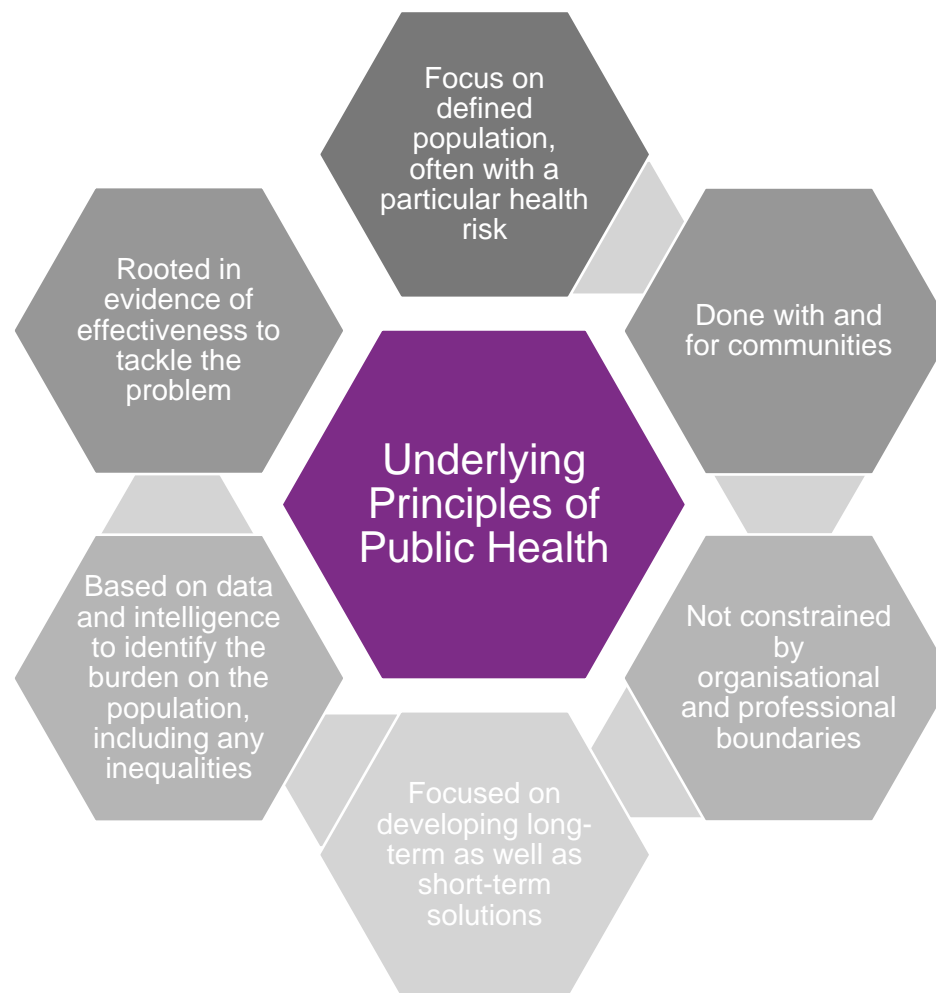 Focus on
defined
population,
often with a
particular health
risk
Done with and
for communities
Not constrained
by
organisational
and professional
boundaries
Focused on
developing long-
term as well as
short-term
solutions
Based on data
and intelligence
to identify the
burden on the
population,
including any
inequalities
Rooted in
evidence of
effectiveness to
tackle the
problem
Underlying
Principles of
Public Health